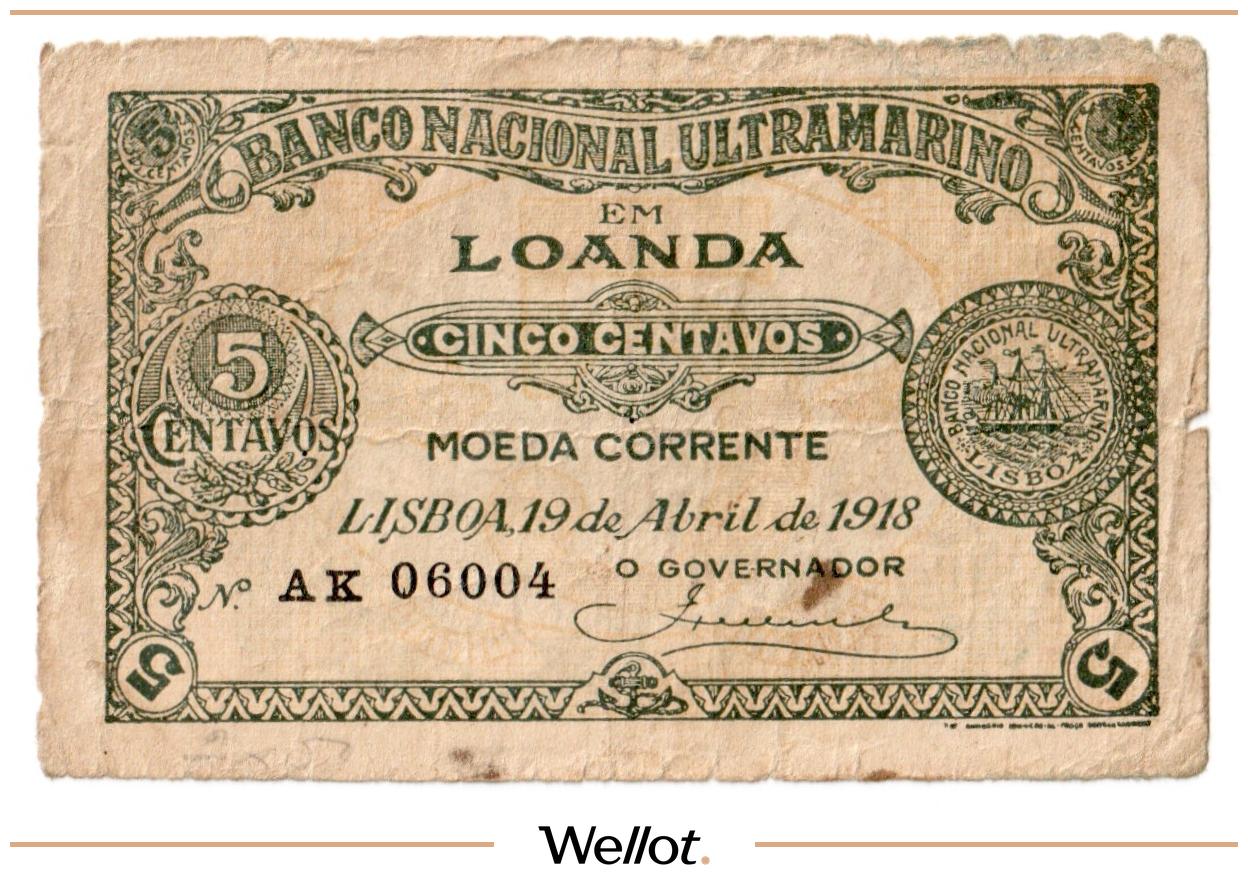 5
CENTAVOS
BANCO NACIONAL ULTRAMARINO
5
CENTAVOS
EM
LOANDA
·CINCO CENTAVOS·
5
CENTAVOS
BANCO NACIONAL ULTRAMARINO
LISBOA
MOEDA CORRENTE
LISBOA, 19 de Abril de 1918
N.º AK 06004
O GOVERNADOR
5
5
Wellot.